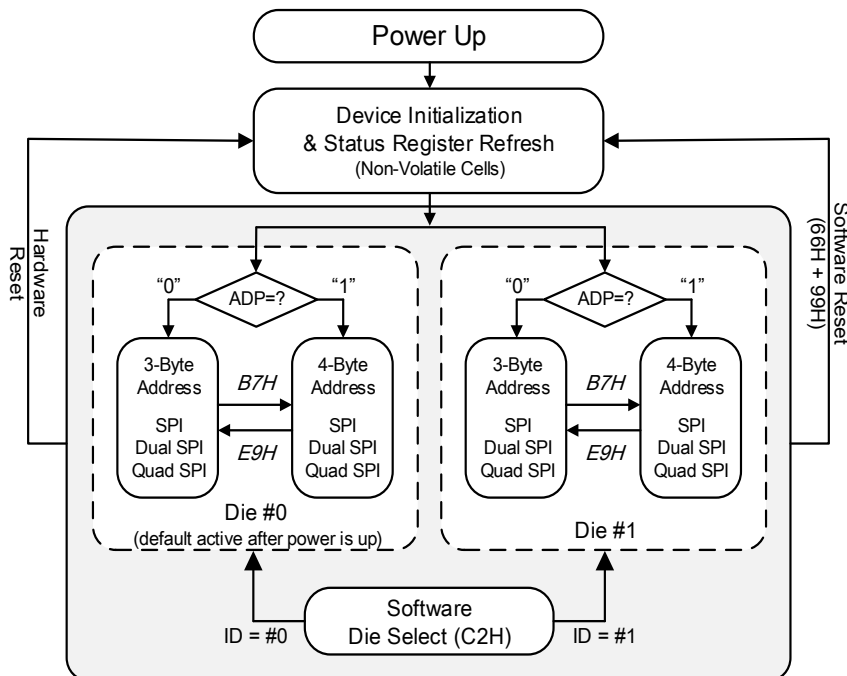 Power Up
Device Initialization
& Status Register Refresh
(Non-Volatile Cells)
Hardware
Reset
Software Reset
(66H + 99H)
“0”
ADP=?
“1”
3-Byte
Address
SPI
Dual SPI
Quad SPI
B7H
E9H
4-Byte
Address
SPI
Dual SPI
Quad SPI
Die #0
(default active after power is up)
“0”
ADP=?
“1”
3-Byte
Address
SPI
Dual SPI
Quad SPI
B7H
E9H
4-Byte
Address
SPI
Dual SPI
Quad SPI
Die #1
ID = #0
Software
Die Select (C2H)
ID = #1